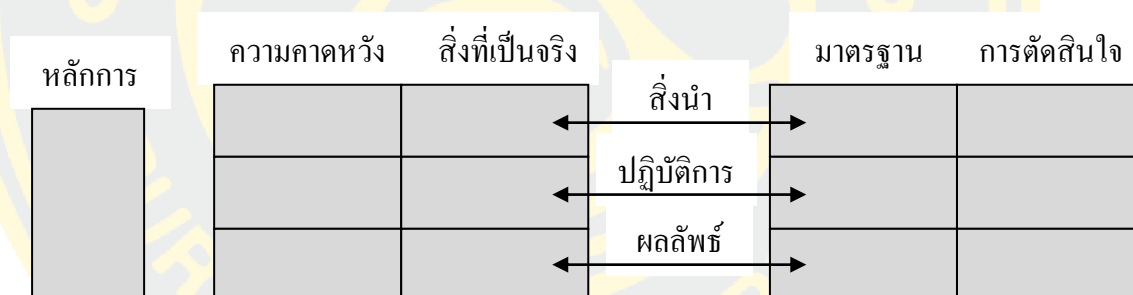 หลักการ
ความคาดหวัง สิ่งที่เป็นจริง
มาตรฐาน การตัดสินใจ
สิ่งนำ
ปฏิบัติการ
ผลลัพธ์